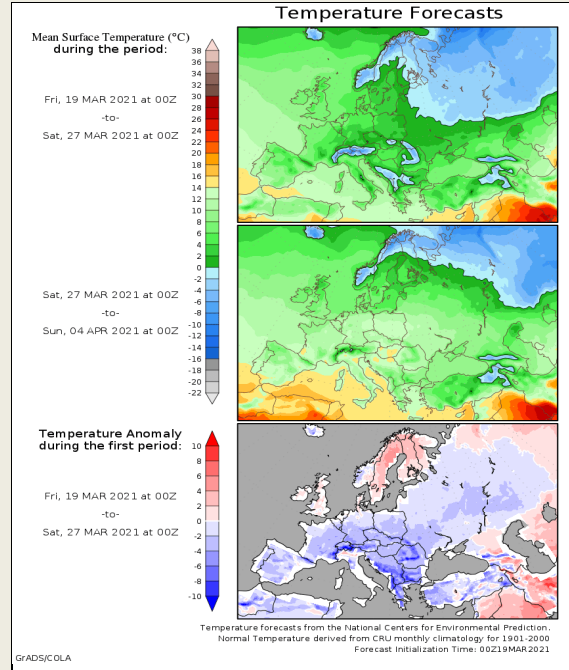 Temperature Forecasts
Mean Surface Temperature (°C)
during the period:
38
36
34
32
30
28
26
24
22
20
18
16
14
12
10
8
6
4
2
0
-2
-4
-6
-8
-10
-12
-14
-16
-18
-20
-22
Fri, 19 MAR 2021 at 00Z
-to-
Sat, 27 MAR 2021 at 00Z
Sat, 27 MAR 2021 at 00Z
-to-
Sun, 04 APR 2021 at 00Z
Temperature Anomaly
during the first period:
10
8
6
4
2
0
-2
-4
-6
-8
-10
Fri, 19 MAR 2021 at 00Z
-to-
Sat, 27 MAR 2021 at 00Z
Temperature forecasts from the National Centers for Environmental Prediction.
Normal Temperature derived from CRU monthly climatology for 1901-2000
Forecast Initialization Time: 00Z19MAR2021
GrADS/COLA